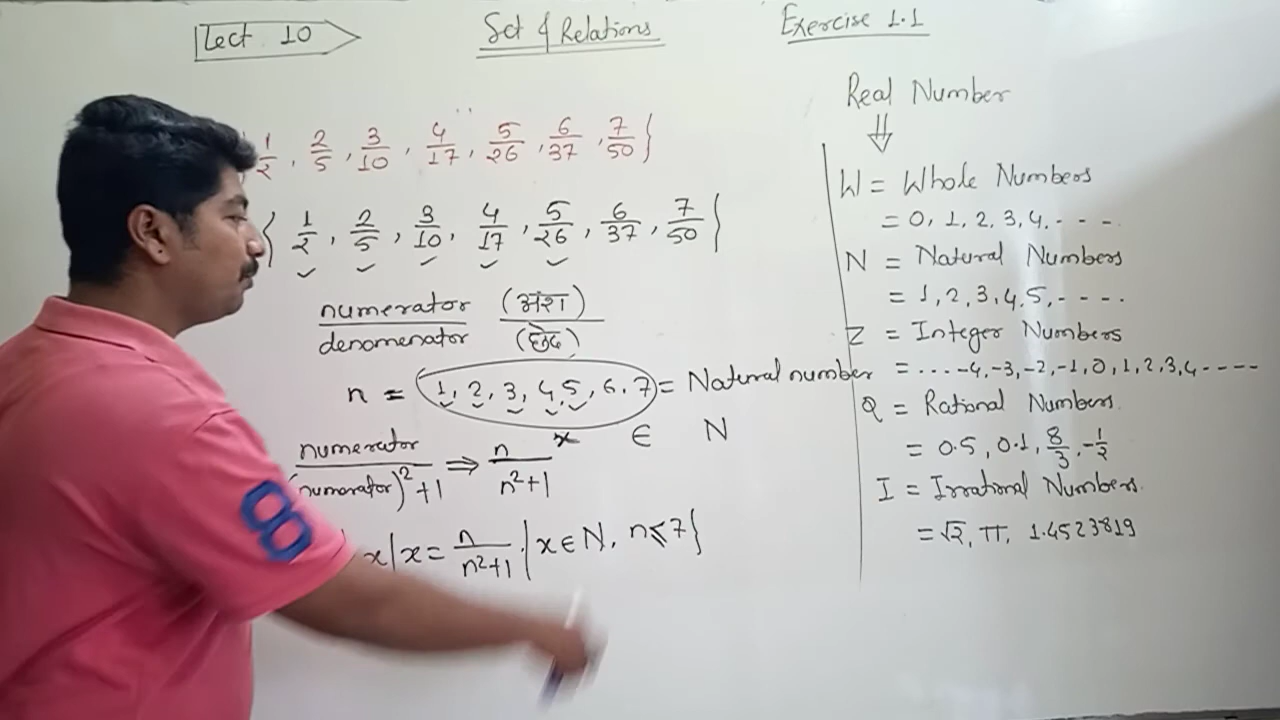 Lect. 10
Set & Relations
Exercise 1.1
1/2, 2/5, 3/10, 4/17, 5/26, 6/37, 7/50}
{1/2, 2/5, 3/10, 4/17, 5/26, 6/37, 7/50}
numerator/denomenator (अंश)/(छेद)
n = 1, 2, 3, 4, 5, 6, 7 = Natural number
x ∈ N
numerator/(numerator)²+1 ⇒ n/n²+1
x | x = n/n²+1, | x ∈ N, n ≤ 7}
Real Number
⇓
W = Whole Numbers
= 0, 1, 2, 3, 4, - - - -
N = Natural Numbers
= 1, 2, 3, 4, 5, - - - -
Z = Integer Numbers
= ....-4, -3, -2, -1, 0, 1, 2, 3, 4 - - - -
Q = Rational Numbers.
= 0.5, 0.1, 8/3, -1/2
I = Irrational Numbers.
= √2, π, 1.4523819
8